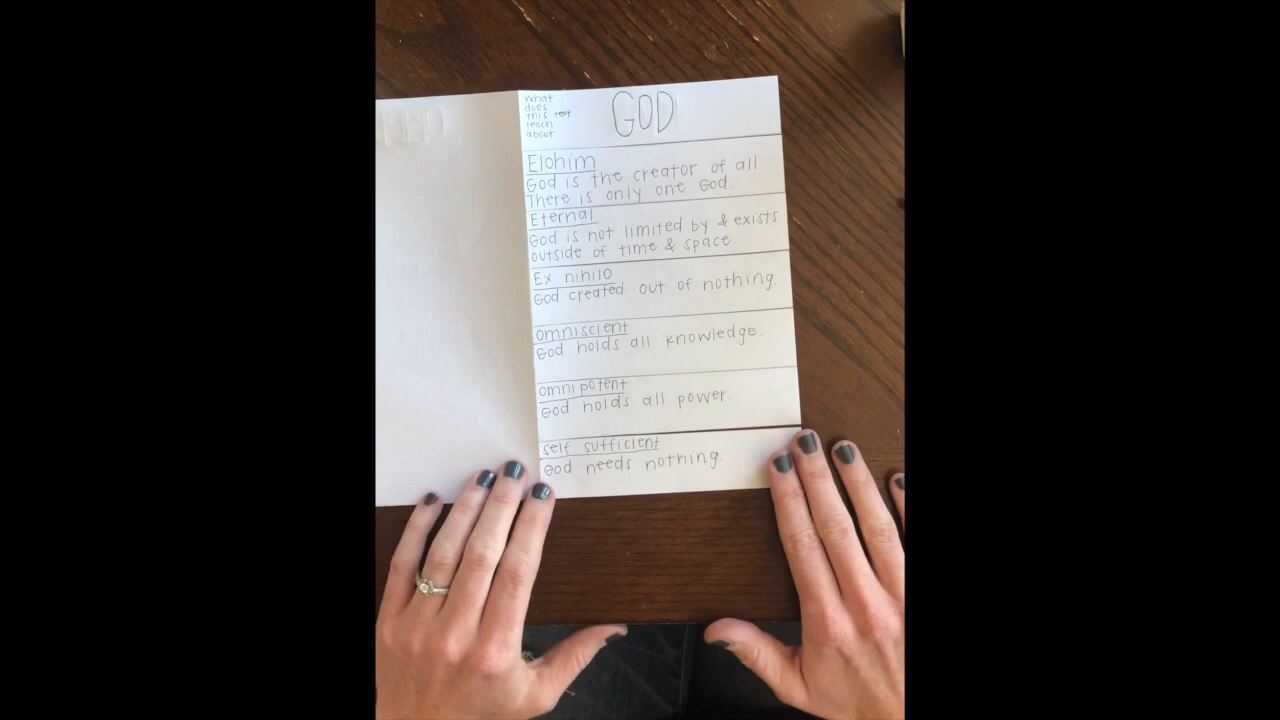 what
does
this text
teach
about
GOD
Elohim
God is the creator of all.
There is only one God.
Eternal
God is not limited by & exists
outside of time & space.
Ex nihilo
God created out of nothing.
omniscient
God holds all knowledge.
omnipotent
God holds all power.
self sufficient
God needs nothing.